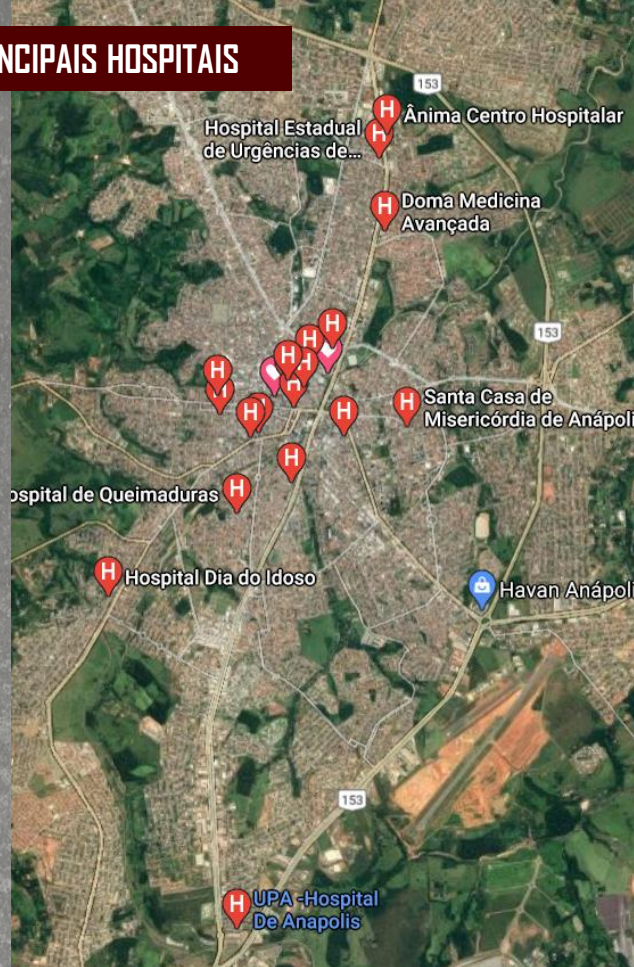 NCIPAIS HOSPITAIS
153
Ânima Centro Hospitalar
Hospital Estadual
de Urgências de...
H
H
Doma Medicina
Avançada
H
153
H
H
H
H
H
H
H
H
H
H
Santa Casa de
Misericórdia de Anápoli
H
H
ospital de Queimaduras
H
Hospital Dia do Idoso
H
Havan Anápoli
153
UPA -Hospital
De Anapolis
H